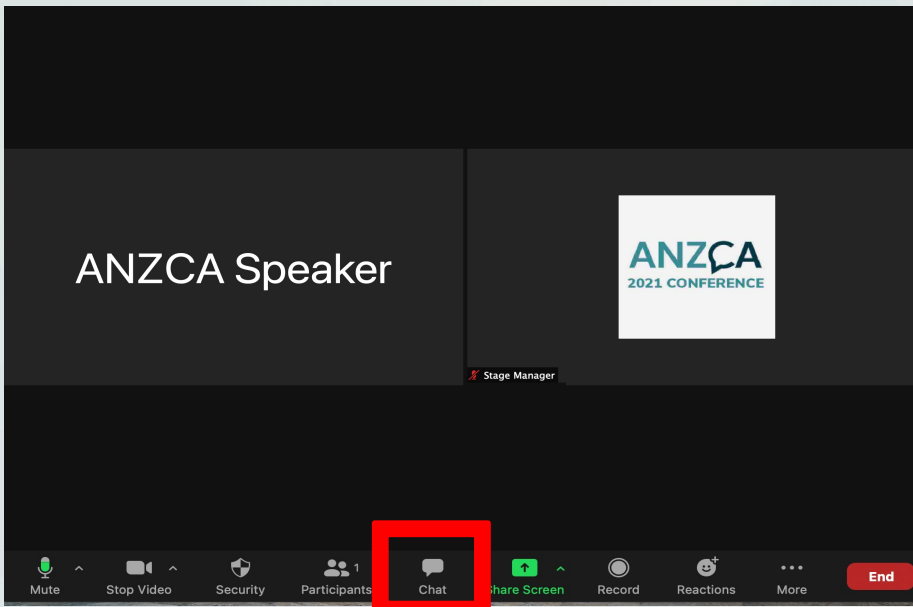 ANZCA Speaker
ANZCA
2021 CONFERENCE
Stage Manager
1
Mute
Stop Video
Security
Participants
Chat
Share Screen
Record
Reactions
More
End